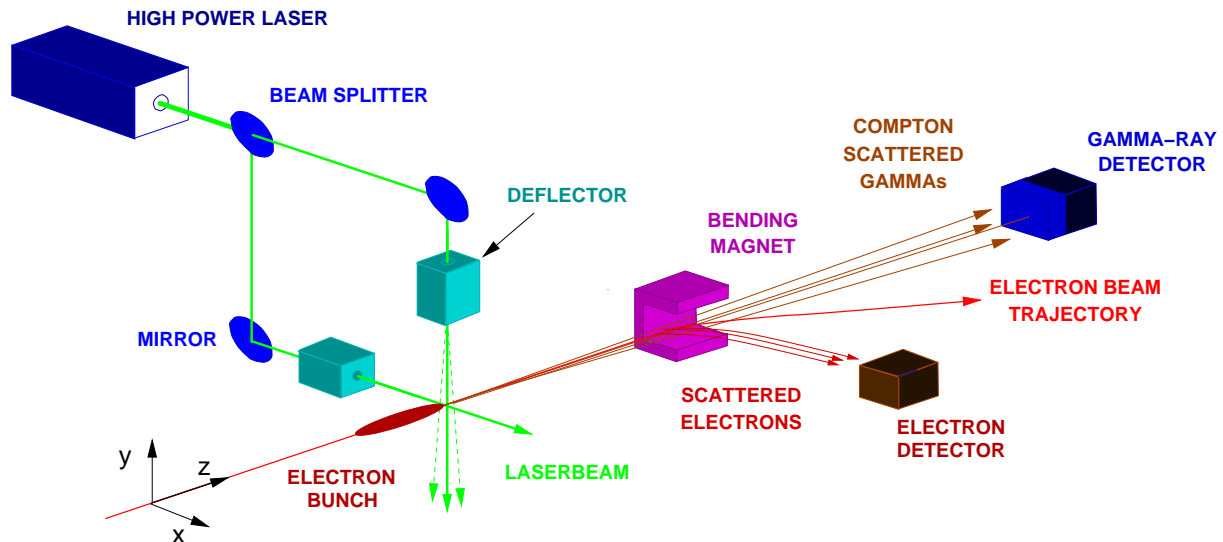 HIGH POWER LASER
BEAM SPLITTER
COMPTON
SCATTERED
GAMMAs
GAMMA−RAY
DETECTOR
DEFLECTOR
BENDING
MAGNET
ELECTRON BEAM
TRAJECTORY
MIRROR
SCATTERED
ELECTRONS
ELECTRON
DETECTOR
y
z
x
ELECTRON
BUNCH
LASERBEAM